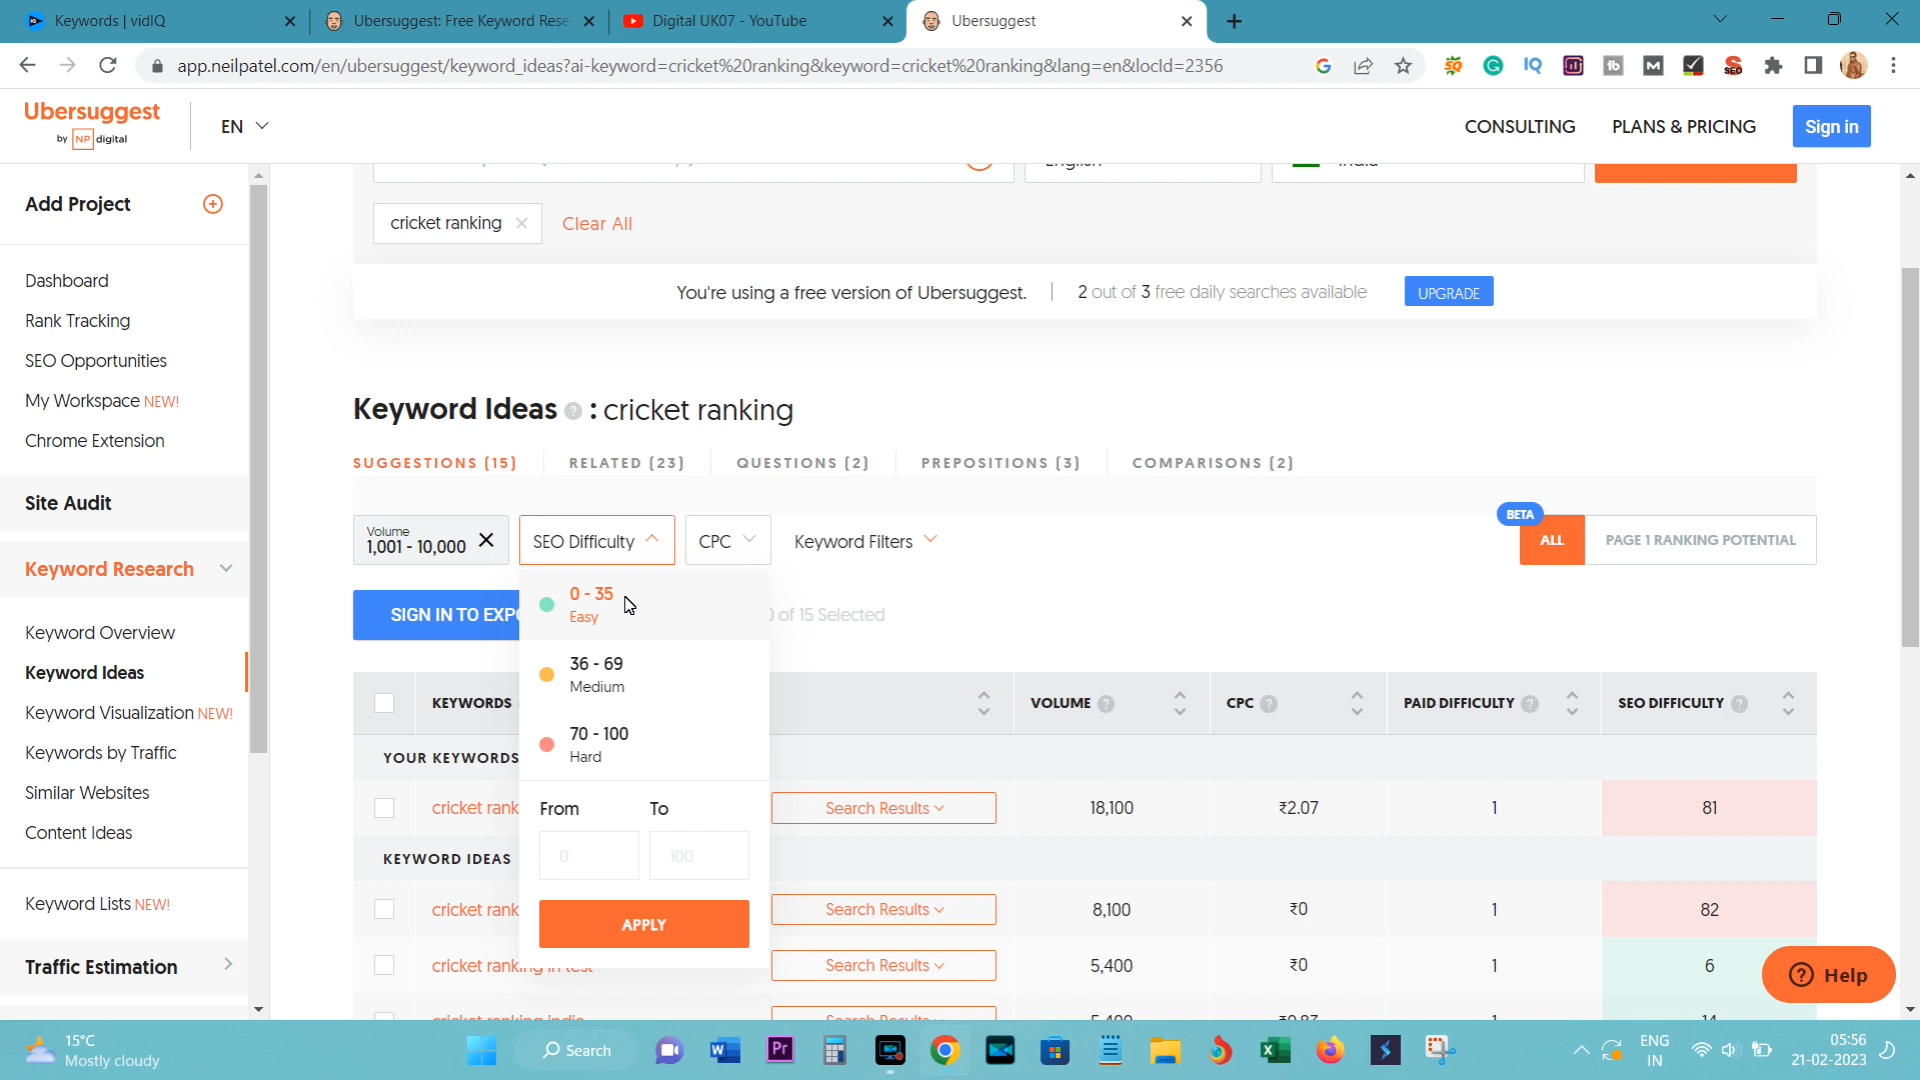 Keywords | vidIQ
Ubersuggest: Free Keyword Rese
Digital UK07 - YouTube
Ubersuggest
app.neilpatel.com/en/ubersuggest/keyword_ideas?ai-keyword=cricket%20ranking&keyword=cricket%20ranking&lang=en&locId=2356
Ubersuggest
by NP digital
EN
CONSULTING
PLANS & PRICING
Sign in
Add Project
Dashboard
Rank Tracking
SEO Opportunities
My Workspace NEW!
Chrome Extension
Site Audit
Keyword Research
Keyword Overview
Keyword Ideas
Keyword Visualization NEW!
Keywords by Traffic
Similar Websites
Content Ideas
Keyword Lists NEW!
Traffic Estimation
cricket ranking
Clear All
You're using a free version of Ubersuggest. | 2 out of 3 free daily searches available
UPGRADE
Keyword Ideas ? : cricket ranking
SUGGESTIONS (15)
RELATED (23)
QUESTIONS (2)
PREPOSITIONS (3)
COMPARISONS (2)
Volume
1,001 - 10,000
SEO Difficulty
CPC
Keyword Filters
BETA
ALL
PAGE 1 RANKING POTENTIAL
0 - 35
Easy
36 - 69
Medium
70 - 100
Hard
From
To
0
100
APPLY
SIGN IN TO EXPO
of 15 Selected
KEYWORDS
VOLUME ?
CPC ?
PAID DIFFICULTY ?
SEO DIFFICULTY ?
YOUR KEYWORDS
cricket rank
Search Results
18,100
₹2.07
1
81
KEYWORD IDEAS
cricket rank
Search Results
8,100
₹0
1
82
cricket ranking in test
Search Results
5,400
₹0
1
6
Help
15°C
Mostly cloudy
Search
ENG
IN
05:56
21-02-2023